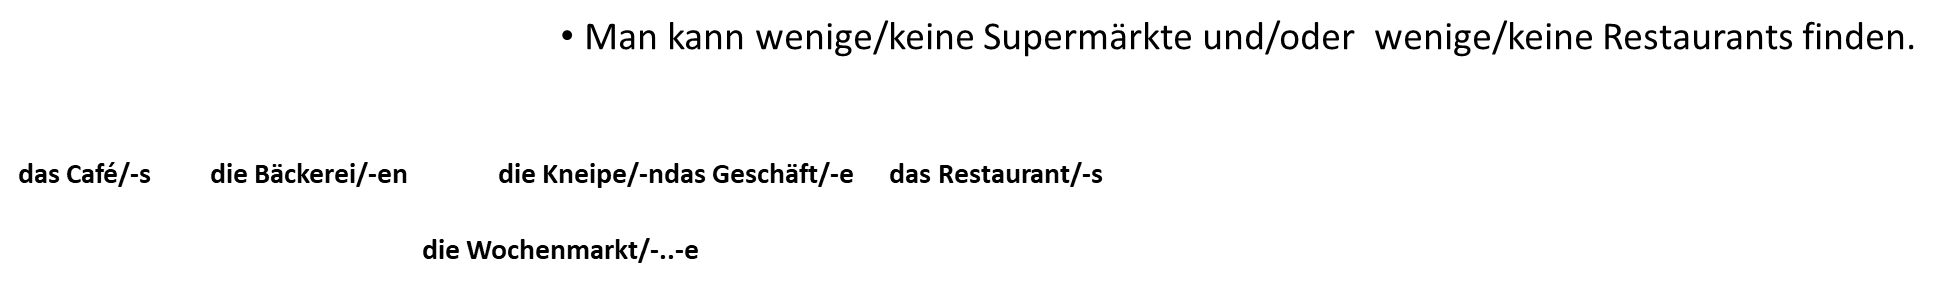 • Man kann wenige/keine Supermärkte und/oder  wenige/keine Restaurants finden.
das Café/-s die Bäckerei/-en die Kneipe/-ndas Geschäft/-e das Restaurant/-s
die Wochenmarkt/-..-e